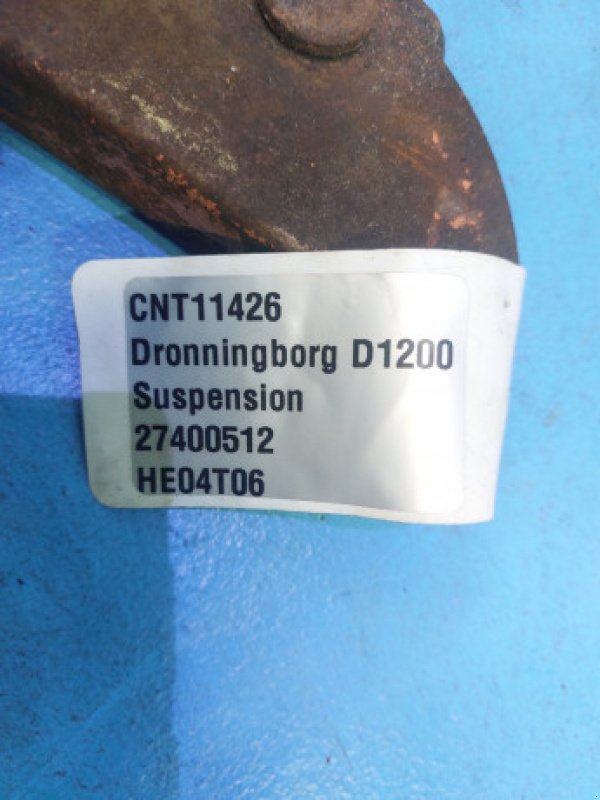 CNT11426
Dronningborg D1200
Suspension
27400512
HE04T06